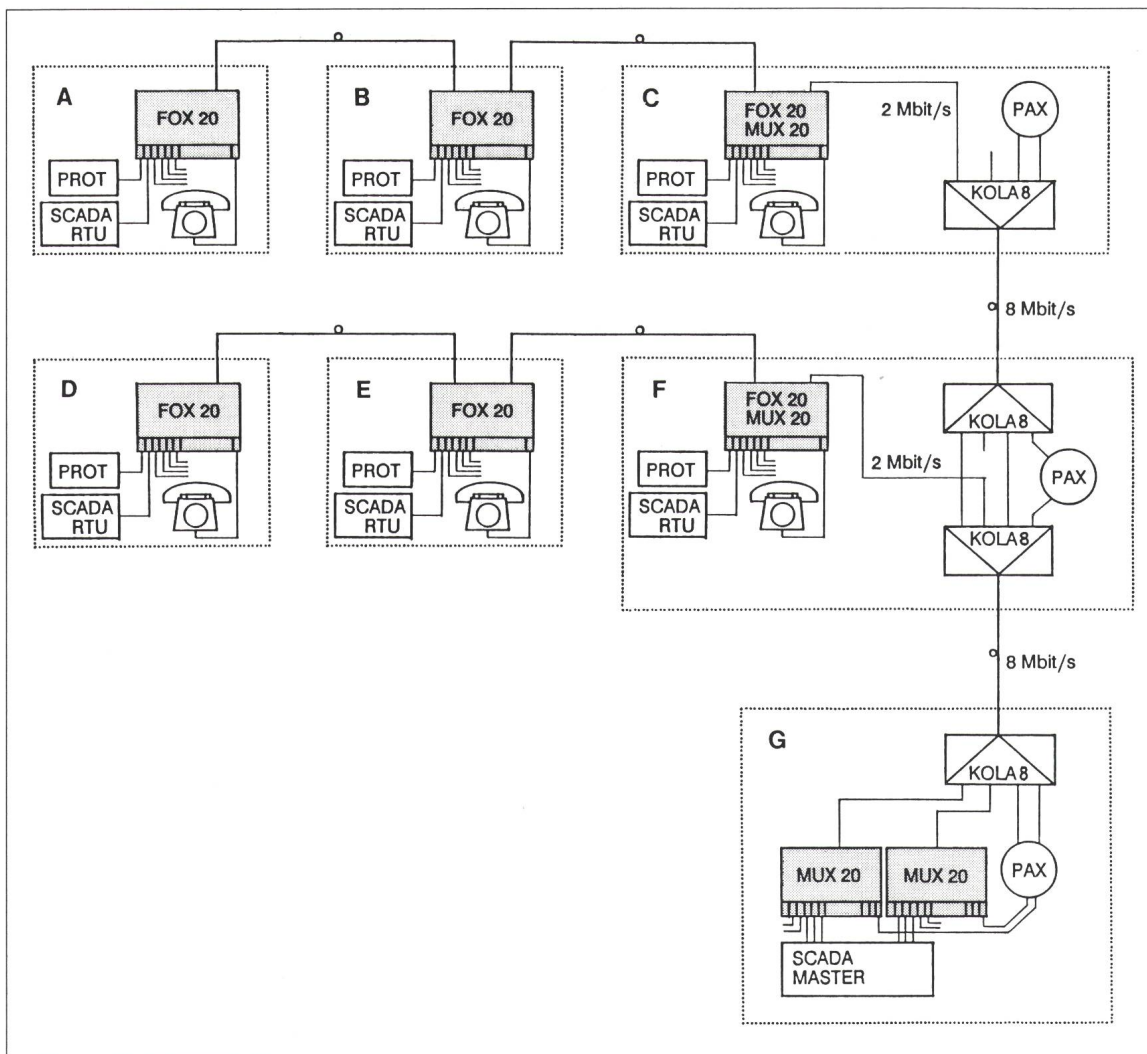 A
FOX 20
PROT
SCADA
RTU
B
FOX 20
PROT
SCADA
RTU
C
FOX 20
MUX 20
PROT
SCADA
RTU
2 Mbit/s
PAX
KOLA 8
8 Mbit/s
D
FOX 20
PROT
SCADA
RTU
E
FOX 20
PROT
SCADA
RTU
F
FOX 20
MUX 20
PROT
SCADA
RTU
2 Mbit/s
KOLA 8
PAX
KOLA 8
8 Mbit/s
G
KOLA 8
MUX 20
MUX 20
PAX
SCADA
MASTER